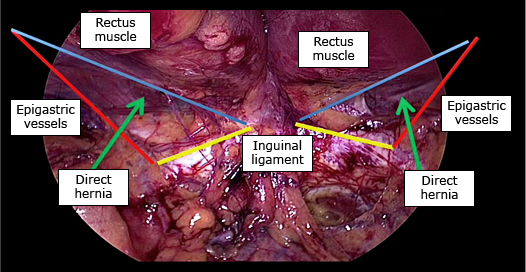 Rectus
muscle
Rectus
muscle
Epigastric
vessels
Epigastric
vessels
Inguinal
ligament
Direct
hernia
Direct
hernia